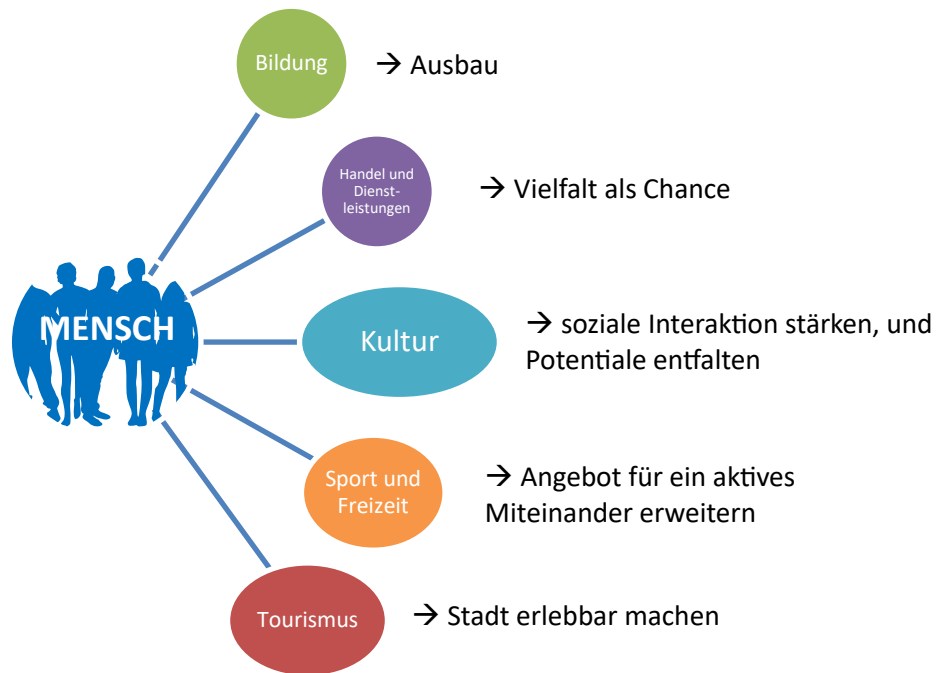 Bildung
→ Ausbau
Handel und
Dienst-
leistungen
→ Vielfalt als Chance
MENSCH
Kultur
→ soziale Interaktion stärken, und
Potentiale entfalten
Sport und
Freizeit
→ Angebot für ein aktives
Miteinander erweitern
Tourismus
→ Stadt erlebbar machen